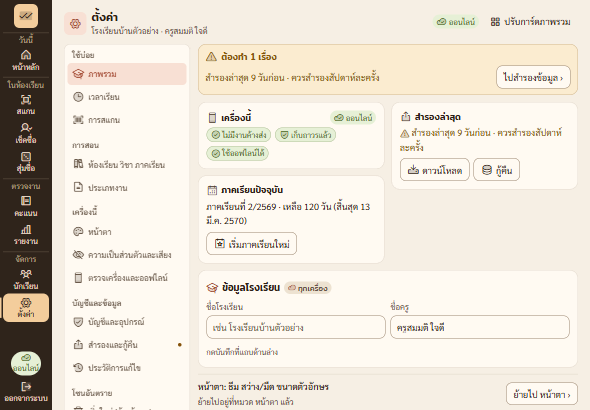 วันนี้
หน้าหลัก
ในห้องเรียน
สแกน
เช็คชื่อ
สุ่มชื่อ
ตรวจงาน
คะแนน
รายงาน
จัดการ
นักเรียน
ตั้งค่า
ออนไลน์
ออกจากระบบ
ตั้งค่า
โรงเรียนบ้านตัวอย่าง · ครูสมมติ ใจดี
ออนไลน์
ปรับการ์ดภาพรวม
ใช้บ่อย
ภาพรวม
เวลาเรียน
การสแกน
การสอน
ห้องเรียน วิชา ภาคเรียน
ประเภทงาน
เครื่องนี้
หน้าตา
ความเป็นส่วนตัวและเสียง
ตรวจเครื่องและออฟไลน์
บัญชีและข้อมูล
บัญชีและอุปกรณ์
สำรองและกู้คืน
ประวัติการแก้ไข
โซนอันตราย
ต้องทำ 1 เรื่อง
สำรองล่าสุด 9 วันก่อน · ควรสำรองสัปดาห์ละครั้ง
ไปสำรองข้อมูล ›
เครื่องนี้
ออนไลน์
ไม่มีงานค้างส่ง
เก็บถาวรแล้ว
ใช้ออฟไลน์ได้
สำรองล่าสุด
สำรองล่าสุด 9 วันก่อน · ควรสำรองสัปดาห์
ละครั้ง
ดาวน์โหลด
กู้คืน
ภาคเรียนปัจจุบัน
ภาคเรียนที่ 2/2569 · เหลือ 120 วัน (สิ้นสุด 13
มี.ค. 2570)
เริ่มภาคเรียนใหม่
ข้อมูลโรงเรียน
ทุกเครื่อง
ชื่อโรงเรียน
ชื่อครู
เช่น โรงเรียนบ้านตัวอย่าง
ครูสมมติ ใจดี
กดบันทึกที่แถบด้านล่าง
หน้าตา: ธีม สว่าง/มืด ขนาดตัวอักษร
ย้ายไปอยู่ที่หมวด หน้าตา แล้ว
ย้ายไป หน้าตา ›